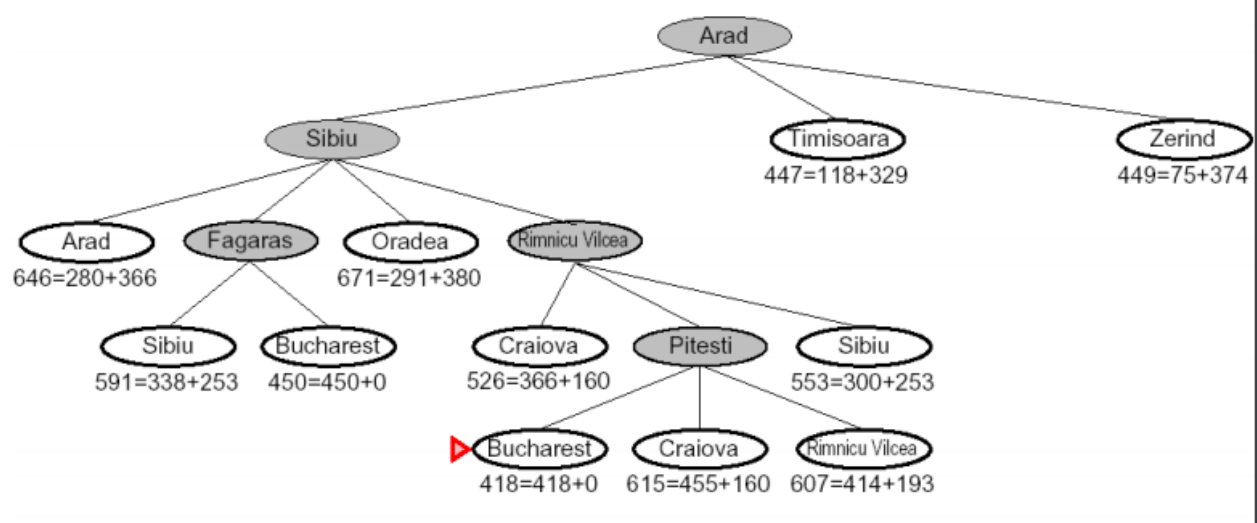 Arad
Sibiu
Timisoara
Zerind
447=118+329
449=75+374
Arad
Fagaras
Oradea
Rimnicu Vilcea
646=280+366
671=291+380
Sibiu
Bucharest
Craiova
Pitesti
Sibiu
591=338+253
450=450+0
526=366+160
553=300+253
Bucharest
Craiova
Rimnicu Vilcea
418=418+0
615=455+160
607=414+193